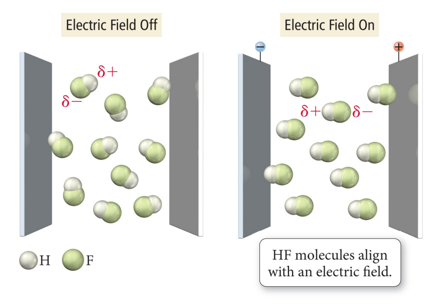 Electric Field Off
Electric Field On
−
+
δ+
δ−
δ+
δ−
H
F
HF molecules align
with an electric field.